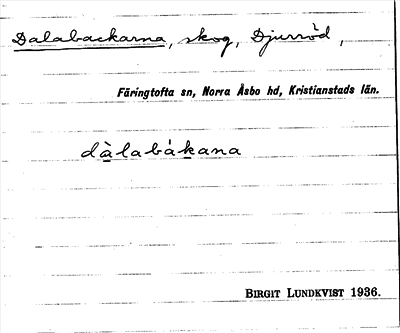 Dalabackarna, skog, Djurröd,
Färingtofta sn, Norra Åsbo hd, Kristianstads län.
dàlabákana
BIRGIT LUNDKVIST 1936.